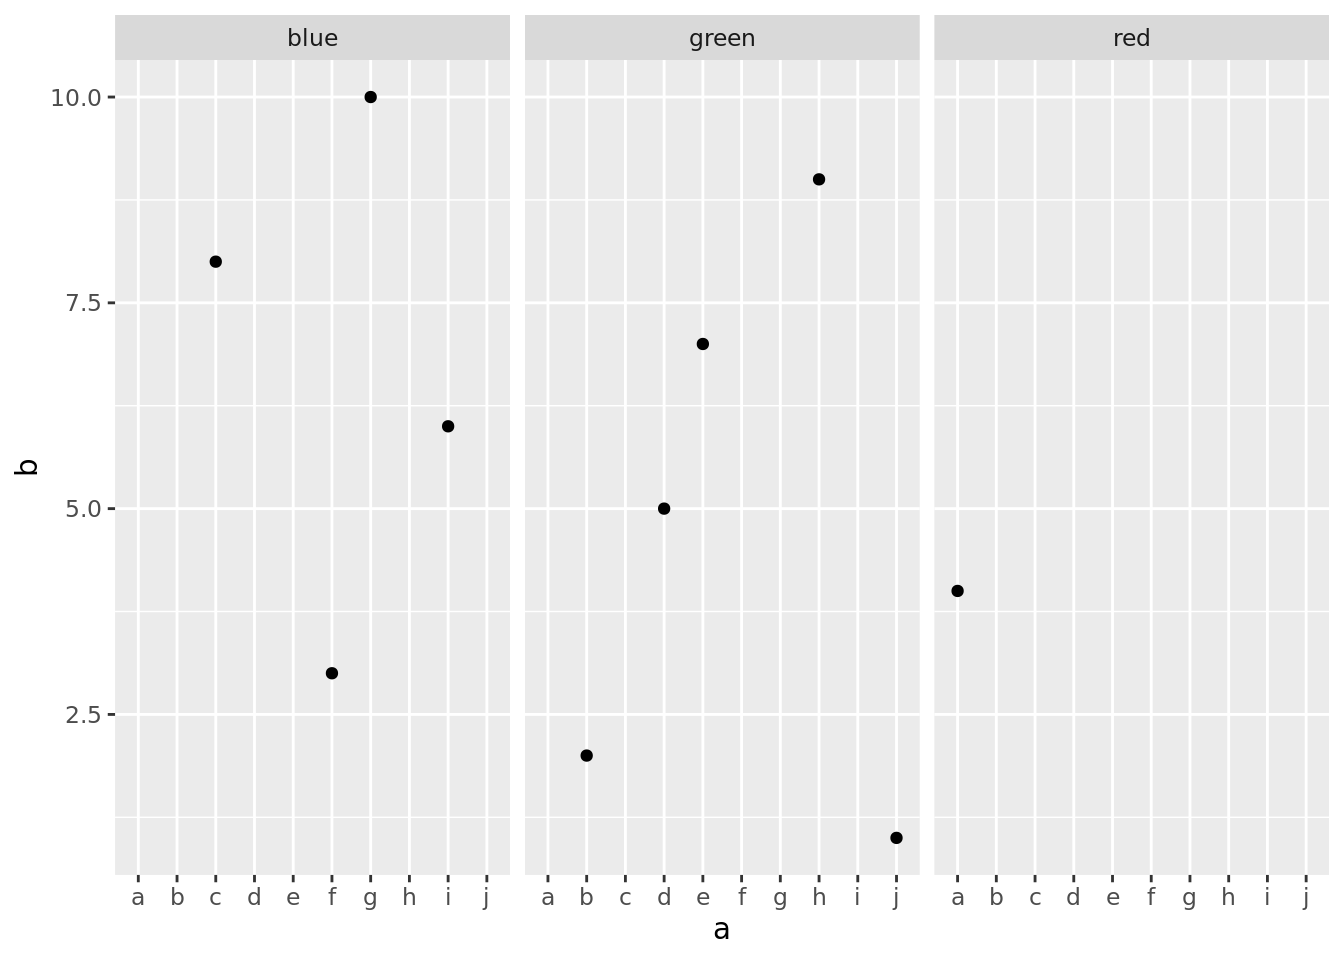 blue green red
10.0
7.5
b
5.0
2.5
a b c d e f g h i j a b c d e f g h i j a b c d e f g h i j
a